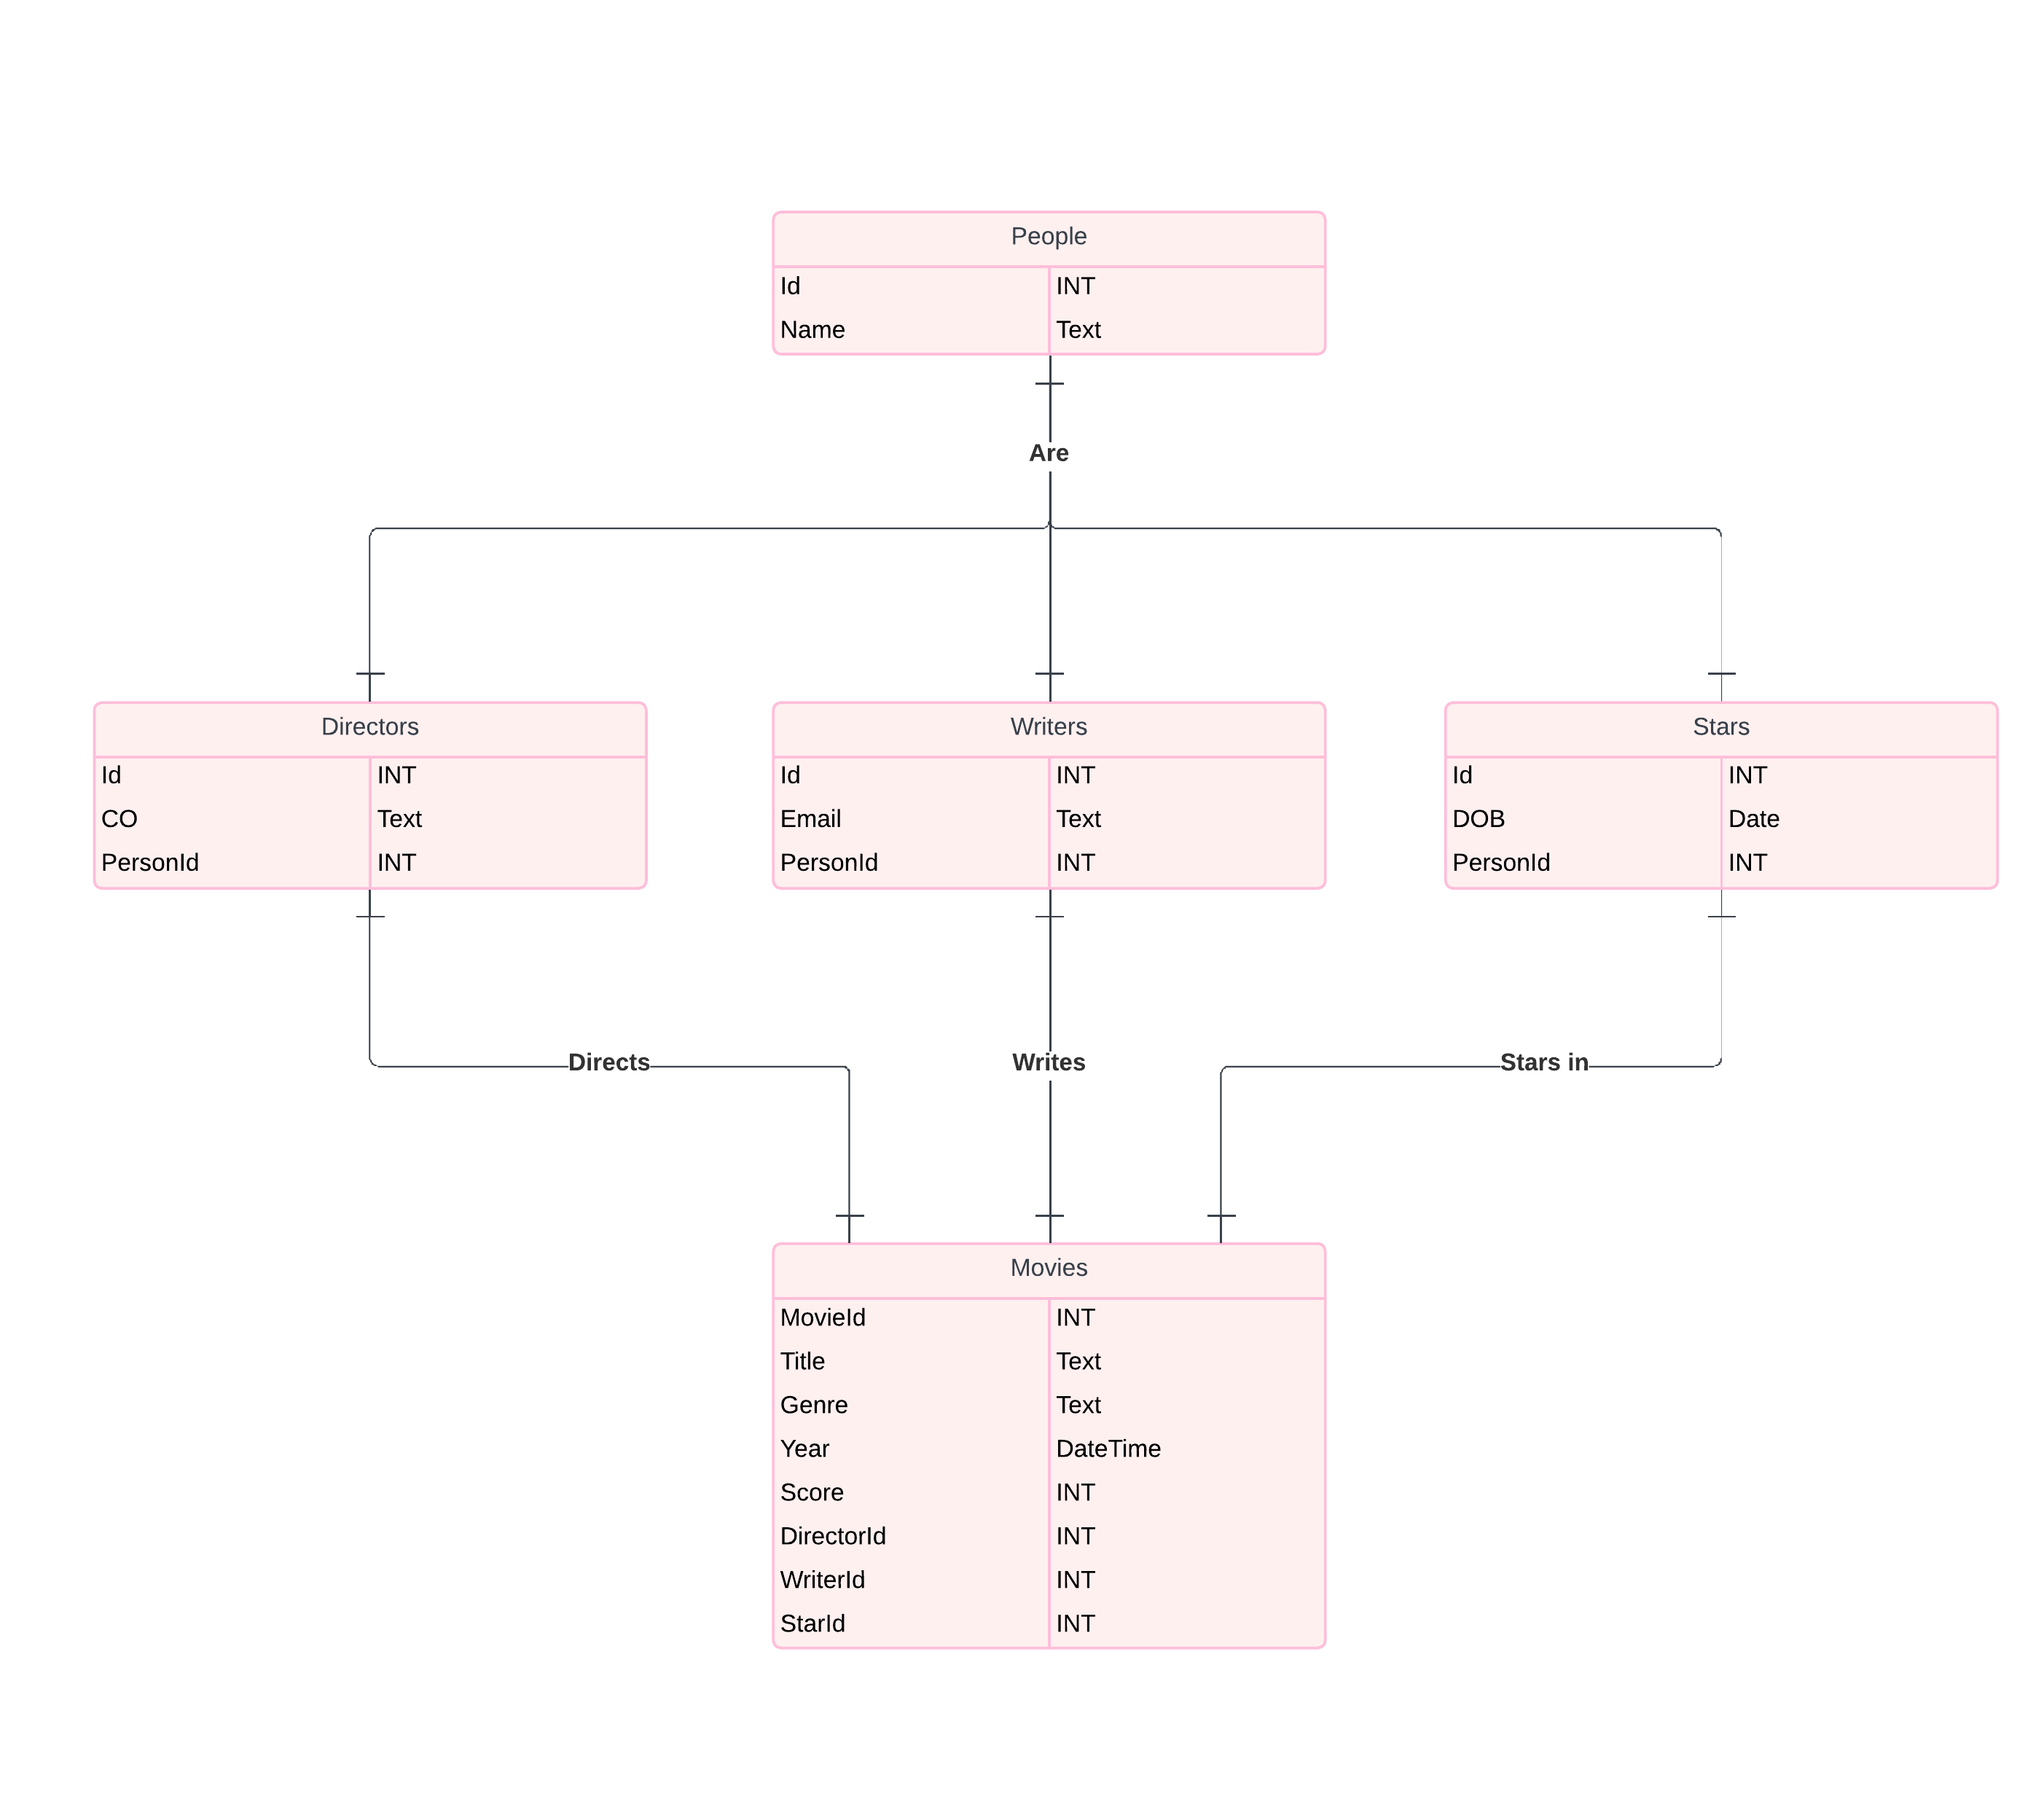 People
Id INT
Name Text
Are
Directors
Id INT
CO Text
PersonId INT
Writers
Id INT
Email Text
PersonId INT
Stars
Id INT
DOB Date
PersonId INT
Directs
Writes
Stars in
Movies
MovieId INT
Title Text
Genre Text
Year DateTime
Score INT
DirectorId INT
WriterId INT
StarId INT